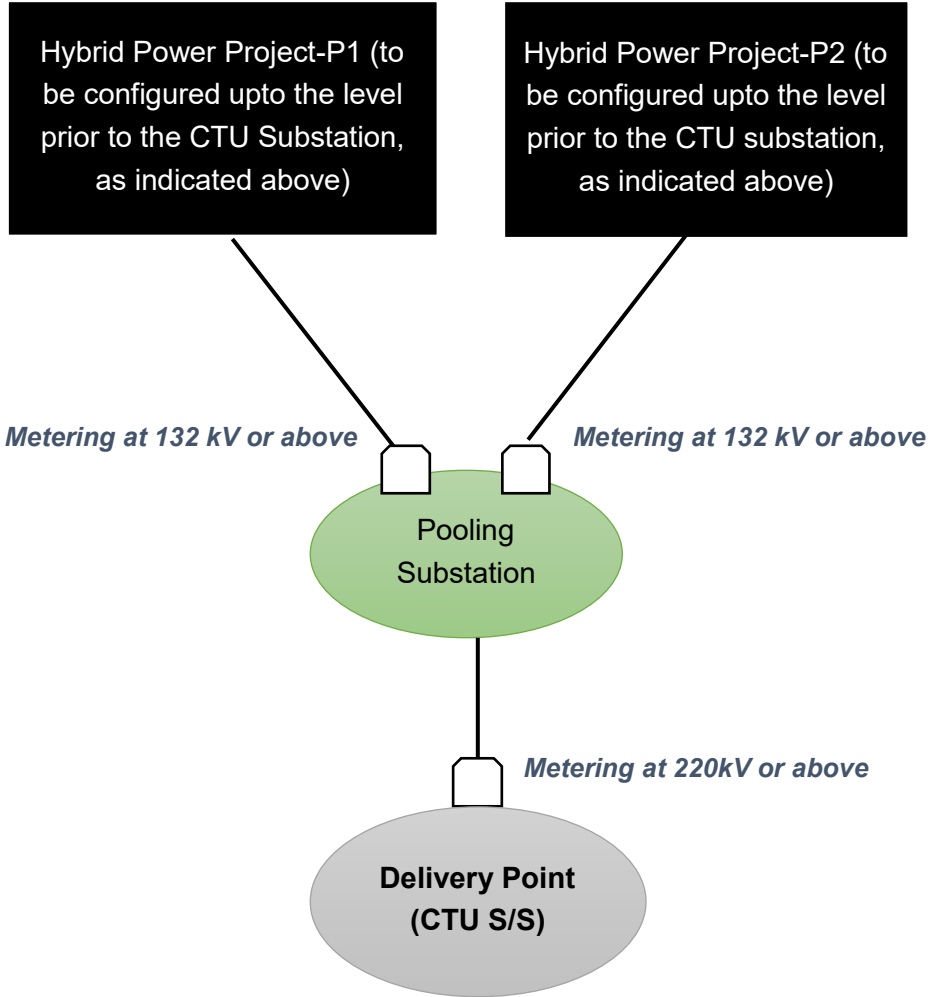 Hybrid Power Project-P1 (to
be configured upto the level
prior to the CTU Substation,
as indicated above)
Hybrid Power Project-P2 (to
be configured upto the level
prior to the CTU substation,
as indicated above)
Metering at 132 kV or above
Metering at 132 kV or above
Pooling
Substation
Metering at 220kV or above
Delivery Point
(CTU S/S)